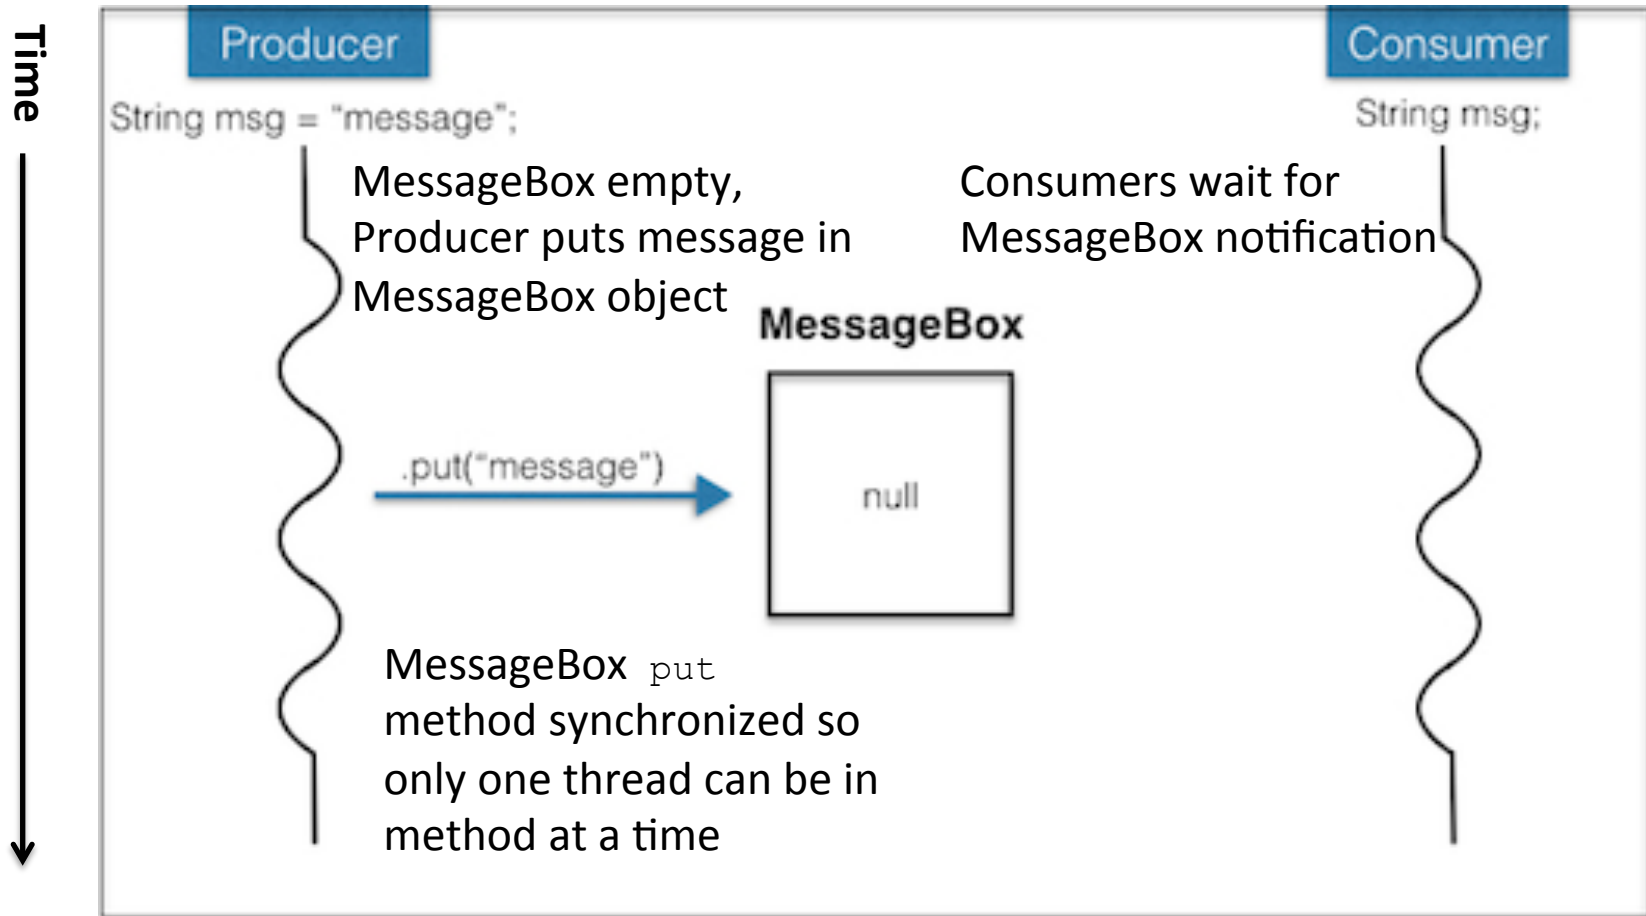 Time
Producer
Consumer
String msg = “message”;
String msg;
MessageBox empty,
Producer puts message in
MessageBox object
Consumers wait for
MessageBox notification
MessageBox
.put(“message”)
null
MessageBox put
method synchronized so
only one thread can be in
method at a time